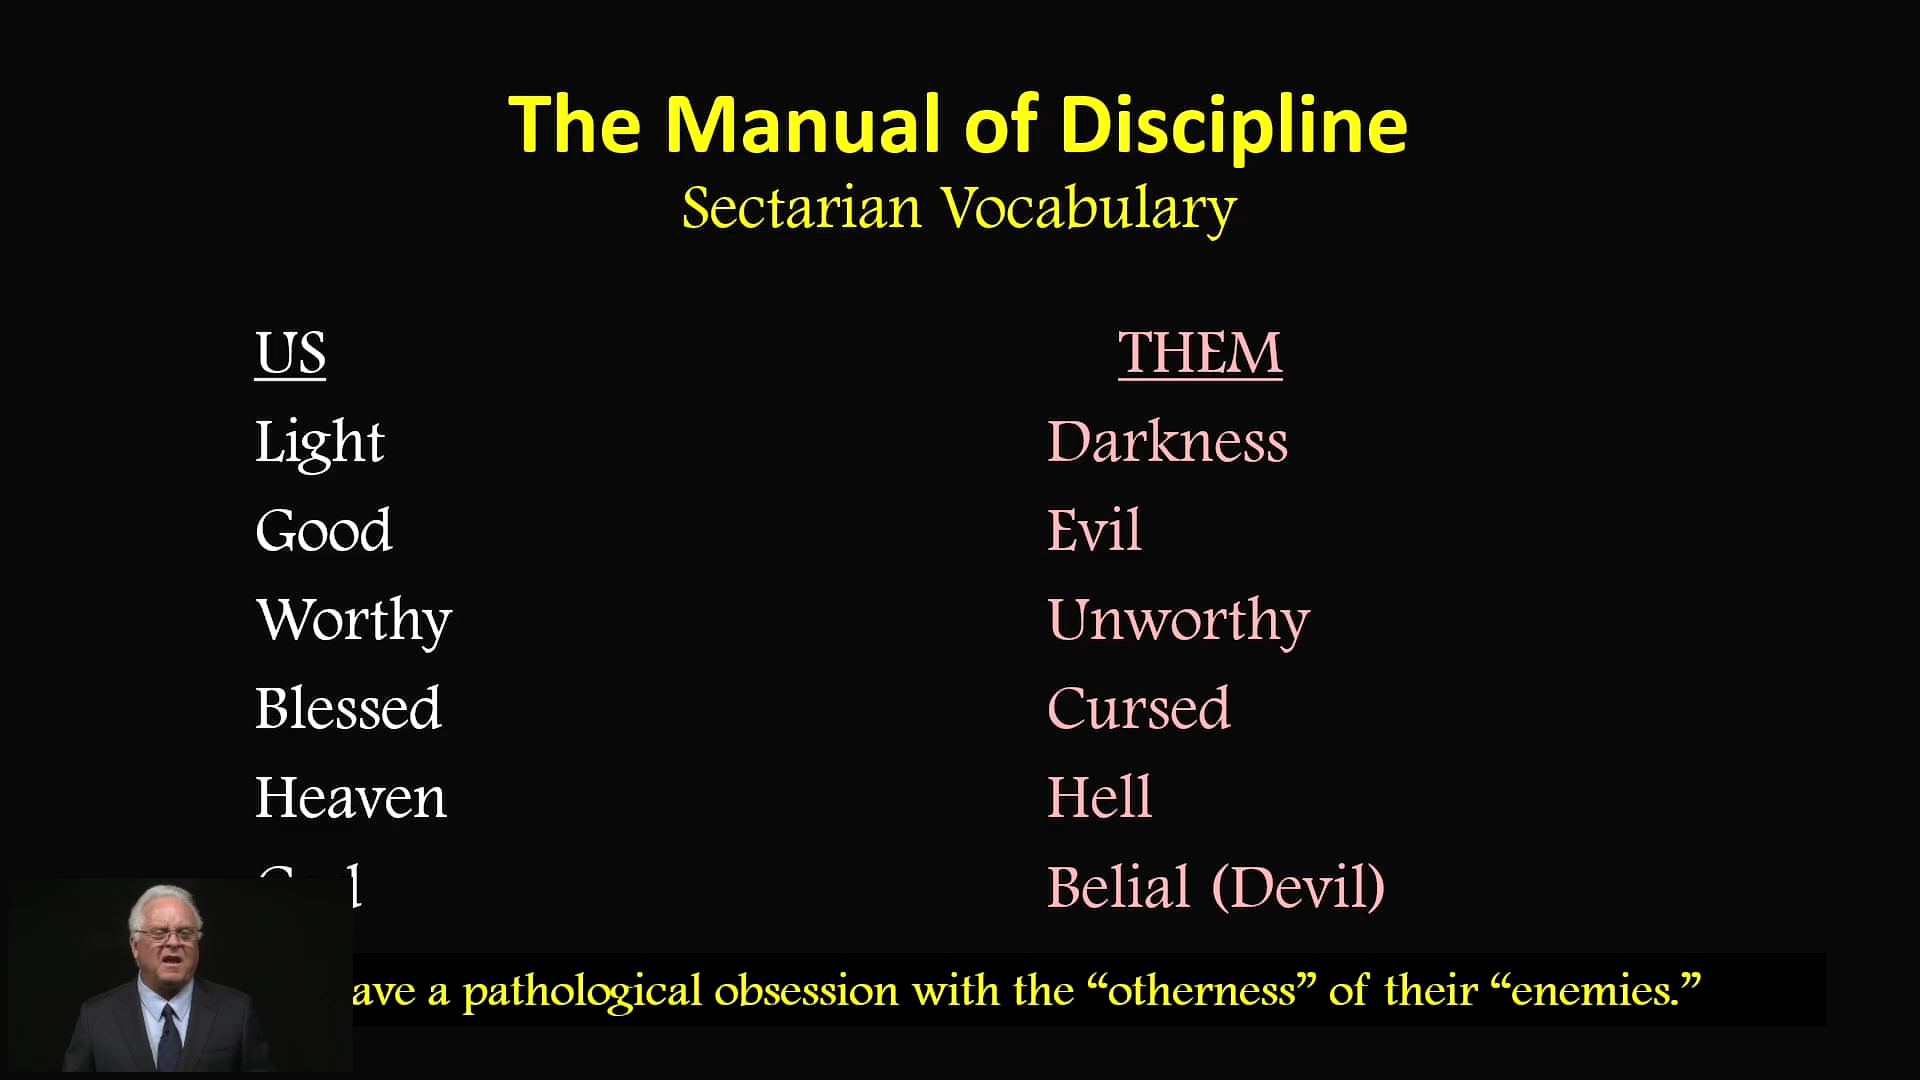 The Manual of Discipline
Sectarian Vocabulary
US THEM
Light Darkness
Good Evil
Worthy Unworthy
Blessed Cursed
Heaven Hell
Belial (Devil)
a pathological obsession with the “otherness” of their “enemies.”